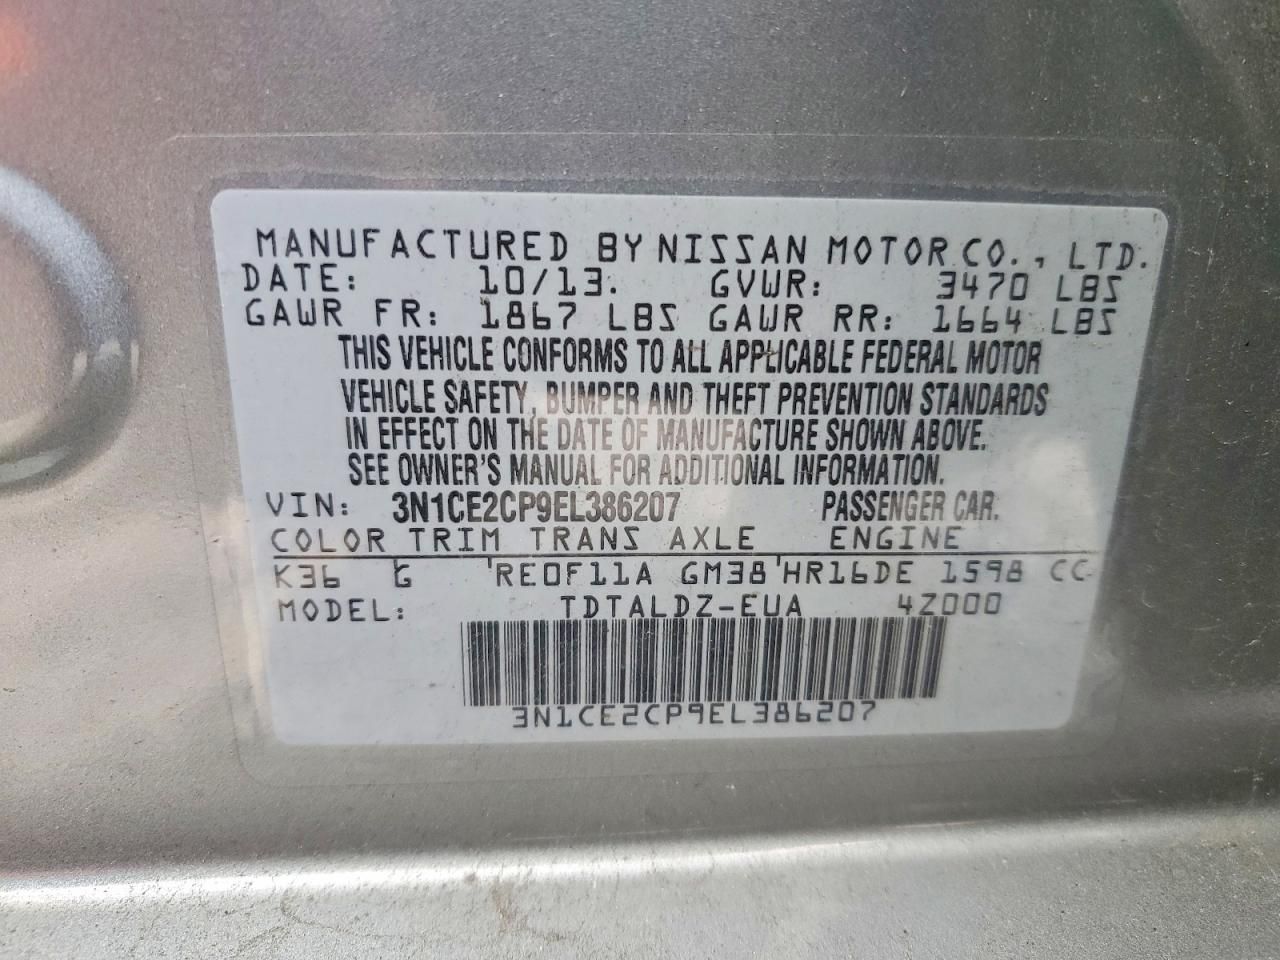 MANUFACTURED BY NISSAN MOTOR CO., LTD.
DATE: 10/13. GVWR: 3470 LBS
GAWR FR: 1867 LBS GAWR RR: 1664 LBS
THIS VEHICLE CONFORMS TO ALL APPLICABLE FEDERAL MOTOR
VEHICLE SAFETY, BUMPER AND THEFT PREVENTION STANDARDS
IN EFFECT ON THE DATE OF MANUFACTURE SHOWN ABOVE.
SEE OWNER'S MANUAL FOR ADDITIONAL INFORMATION.
VIN: 3N1CE2CP9EL386207 PASSENGER CAR.
COLOR TRIM TRANS AXLE ENGINE
K36 G RE0F11A GM38 HR16DE 1598 CC
MODEL: TDTALDZ-EUA 4Z000
3N1CE2CP9EL386207